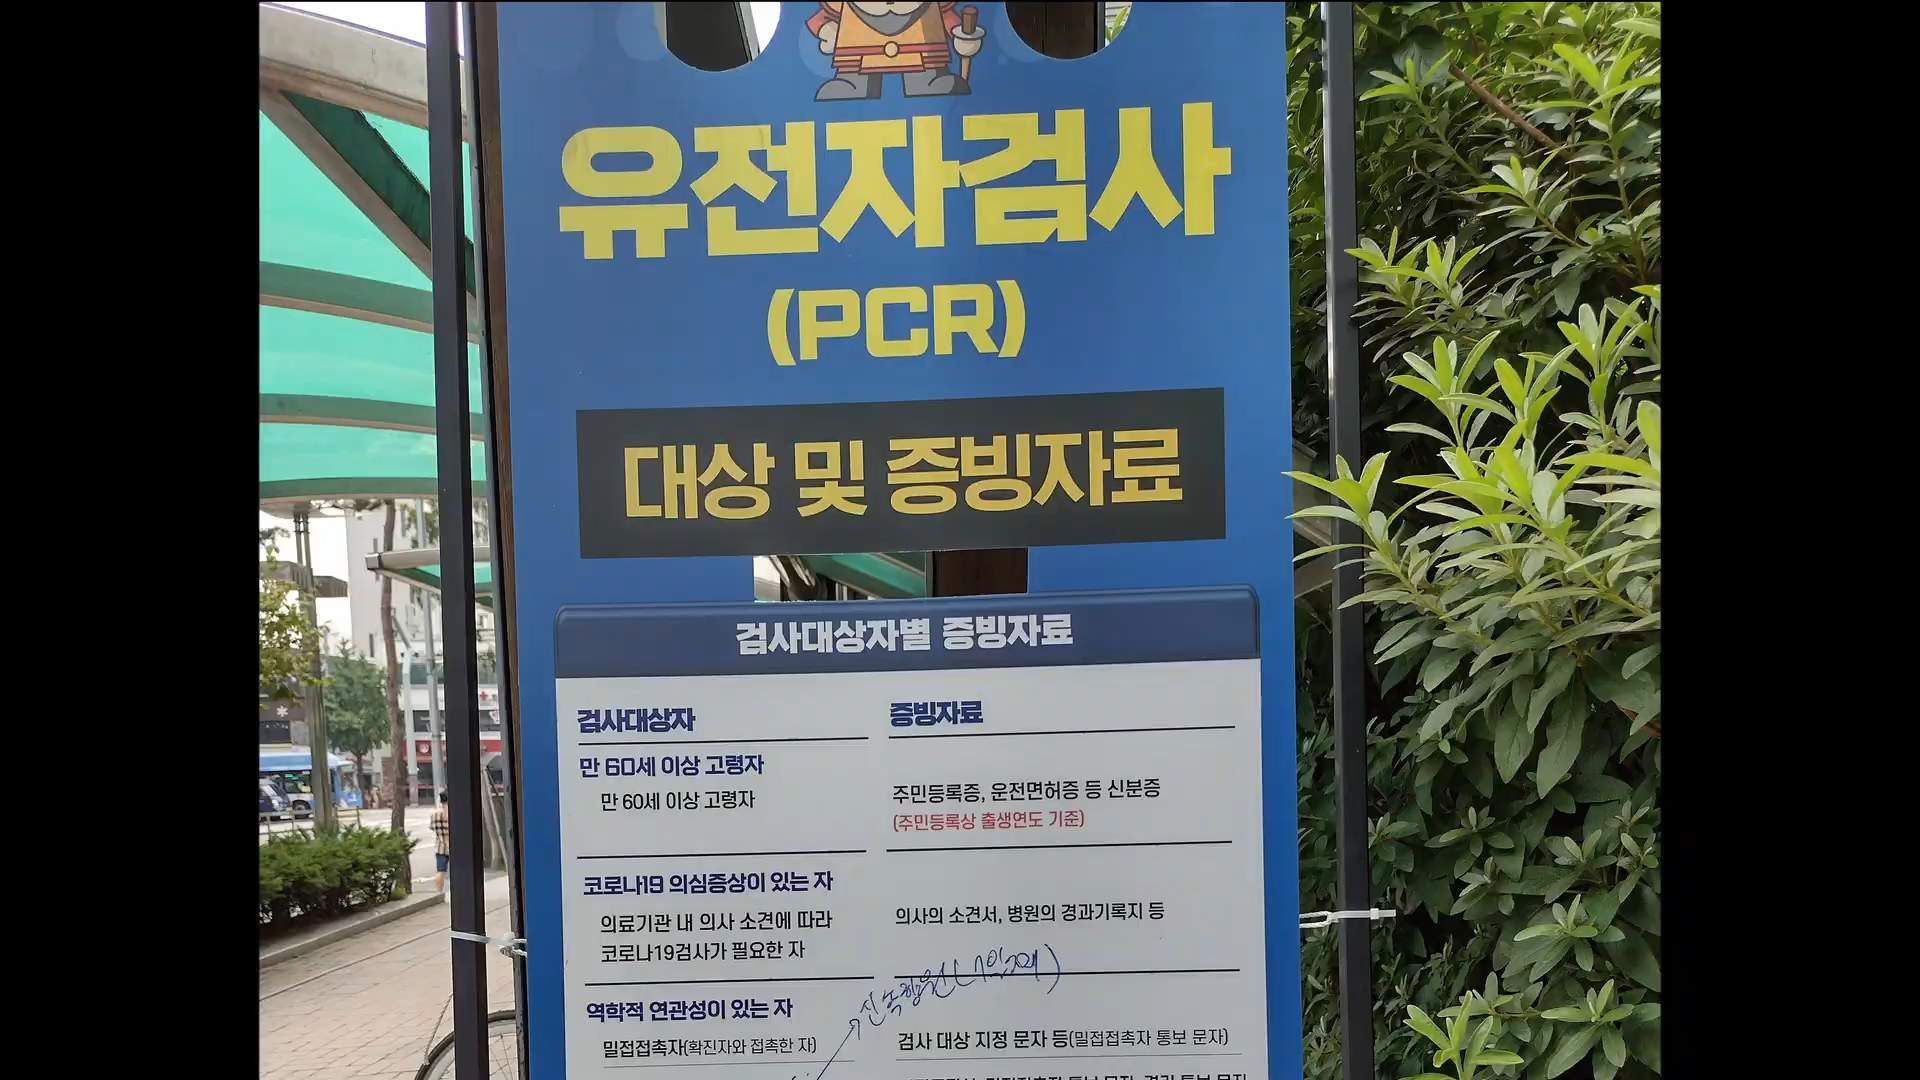 유전자검사
(PCR)
대상 및 증빙자료
검사대상자별 증빙자료
검사대상자
증빙자료
만 60세 이상 고령자
만 60세 이상 고령자
주민등록증, 운전면허증 등 신분증
(주민등록상 출생연도 기준)
코로나19 의심증상이 있는 자
의료기관 내 의사 소견에 따라
코로나19검사가 필요한 자
의사의 소견서, 병원의 경과기록지 등
역학적 연관성이 있는 자
밀접접촉자(확진자와 접촉한 자)
검사 대상 지정 문자 등(밀접접촉자 통보 문자)